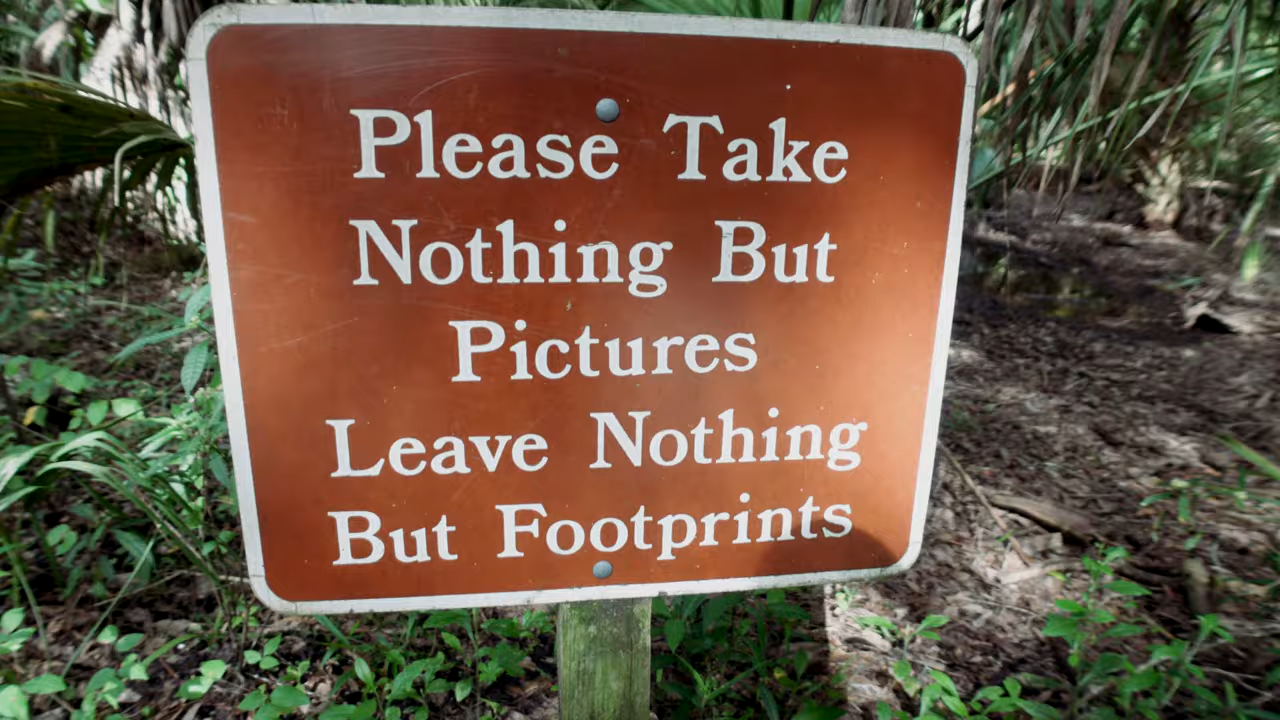 Please Take
Nothing But
Pictures
Leave Nothing
But Footprints